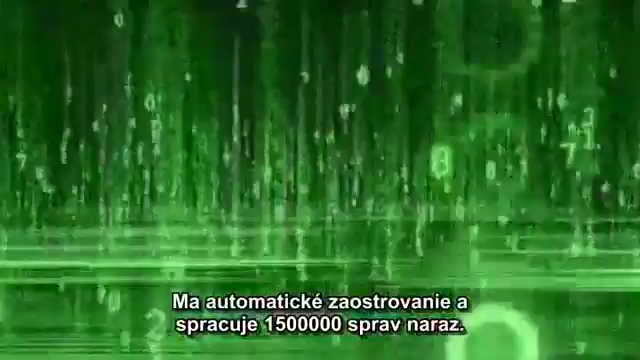 Ma automatické zaostrovanie a
spracuje 1500000 sprav naraz.